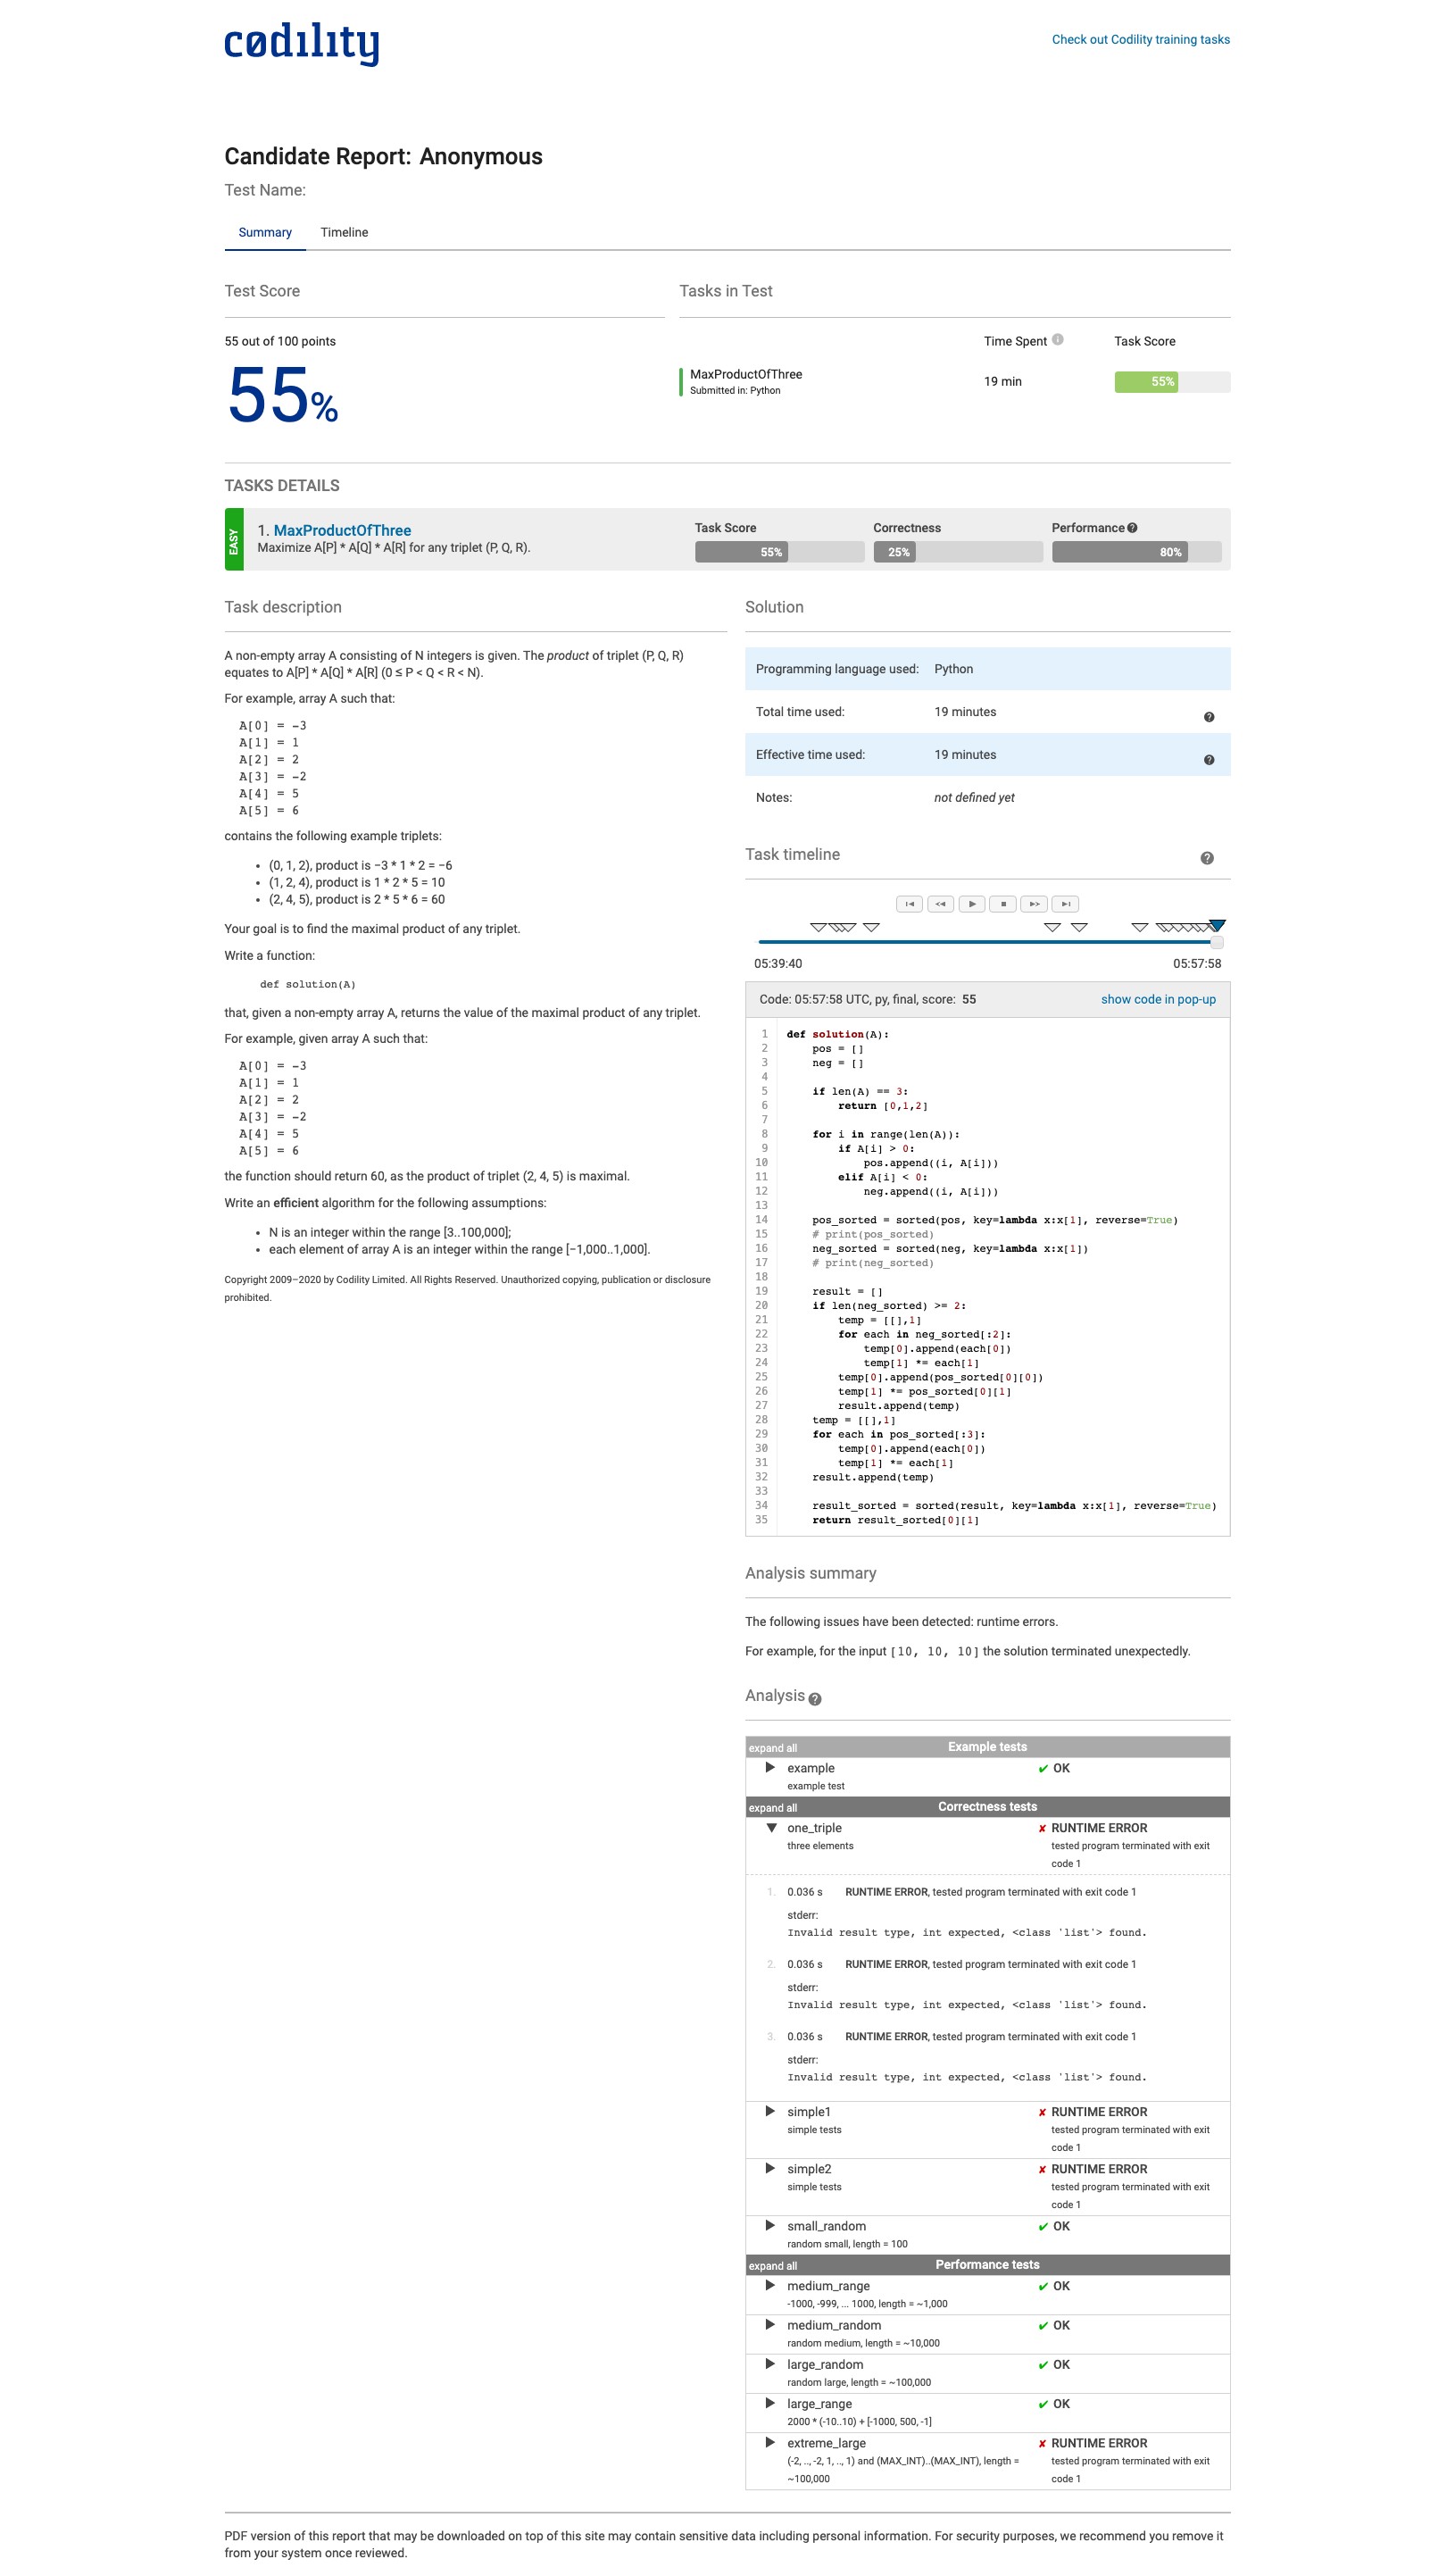 codility
Check out Codility training tasks
Candidate Report: Anonymous
Test Name:
Summary Timeline
Test Score
Tasks in Test
55 out of 100 points
55%
Time Spent Task Score
MaxProductOfThree
Submitted in: Python
19 min
55%
TASKS DETAILS
EASY
1. MaxProductOfThree
Maximize A[P] * A[Q] * A[R] for any triplet (P, Q, R).
Task Score Correctness Performance
55% 25% 80%
Task description
A non-empty array A consisting of N integers is given. The product of triplet (P, Q, R)
equates to A[P] * A[Q] * A[R] (0 ≤ P < Q < R < N).
For example, array A such that:
A[0] = -3
A[1] = 1
A[2] = 2
A[3] = -2
A[4] = 5
A[5] = 6
contains the following example triplets:
• (0, 1, 2), product is −3 * 1 * 2 = −6
• (1, 2, 4), product is 1 * 2 * 5 = 10
• (2, 4, 5), product is 2 * 5 * 6 = 60
Your goal is to find the maximal product of any triplet.
Write a function:
def solution(A)
that, given a non-empty array A, returns the value of the maximal product of any triplet.
For example, given array A such that:
A[0] = -3
A[1] = 1
A[2] = 2
A[3] = -2
A[4] = 5
A[5] = 6
the function should return 60, as the product of triplet (2, 4, 5) is maximal.
Write an efficient algorithm for the following assumptions:
• N is an integer within the range [3..100,000];
• each element of array A is an integer within the range [−1,000..1,000].
Copyright 2009–2020 by Codility Limited. All Rights Reserved. Unauthorized copying, publication or disclosure
prohibited.
Solution
Programming language used: Python
Total time used: 19 minutes
Effective time used: 19 minutes
Notes: not defined yet
Task timeline
05:39:40 05:57:58
Code: 05:57:58 UTC, py, final, score: 55
show code in pop-up
1 def solution(A):
2 pos = []
3 neg = []
4
5 if len(A) == 3:
6 return [0,1,2]
7
8 for i in range(len(A)):
9 if A[i] > 0:
10 pos.append((i, A[i]))
11 elif A[i] < 0:
12 neg.append((i, A[i]))
13
14 pos_sorted = sorted(pos, key=lambda x:x[1], reverse=True)
15 # print(pos_sorted)
16 neg_sorted = sorted(neg, key=lambda x:x[1])
17 # print(neg_sorted)
18
19 result = []
20 if len(neg_sorted) >= 2:
21 temp = [[],1]
22 for each in neg_sorted[:2]:
23 temp[0].append(each[0])
24 temp[1] *= each[1]
25 temp[0].append(pos_sorted[0][0])
26 temp[1] *= pos_sorted[0][1]
27 result.append(temp)
28 temp = [[],1]
29 for each in pos_sorted[:3]:
30 temp[0].append(each[0])
31 temp[1] *= each[1]
32 result.append(temp)
33
34 result_sorted = sorted(result, key=lambda x:x[1], reverse=True)
35 return result_sorted[0][1]
Analysis summary
The following issues have been detected: runtime errors.
For example, for the input [10, 10, 10] the solution terminated unexpectedly.
Analysis
expand all Example tests
example ✔ OK
example test
expand all Correctness tests
one_triple ✘ RUNTIME ERROR
three elements tested program terminated with exit
code 1
1. 0.036 s RUNTIME ERROR, tested program terminated with exit code 1
stderr:
Invalid result type, int expected, <class 'list'> found.
2. 0.036 s RUNTIME ERROR, tested program terminated with exit code 1
stderr:
Invalid result type, int expected, <class 'list'> found.
3. 0.036 s RUNTIME ERROR, tested program terminated with exit code 1
stderr:
Invalid result type, int expected, <class 'list'> found.
simple1 ✘ RUNTIME ERROR
simple tests tested program terminated with exit
code 1
simple2 ✘ RUNTIME ERROR
simple tests tested program terminated with exit
code 1
small_random ✔ OK
random small, length = 100
expand all Performance tests
medium_range ✔ OK
-1000, -999, ... 1000, length = ~1,000
medium_random ✔ OK
random medium, length = ~10,000
large_random ✔ OK
random large, length = ~100,000
large_range ✔ OK
2000 * (-10..10) + [-1000, 500, -1]
extreme_large ✘ RUNTIME ERROR
(-2, .., -2, 1, .., 1) and (MAX_INT)..(MAX_INT), length = tested program terminated with exit
~100,000 code 1
PDF version of this report that may be downloaded on top of this site may contain sensitive data including personal information. For security purposes, we recommend you remove it
from your system once reviewed.